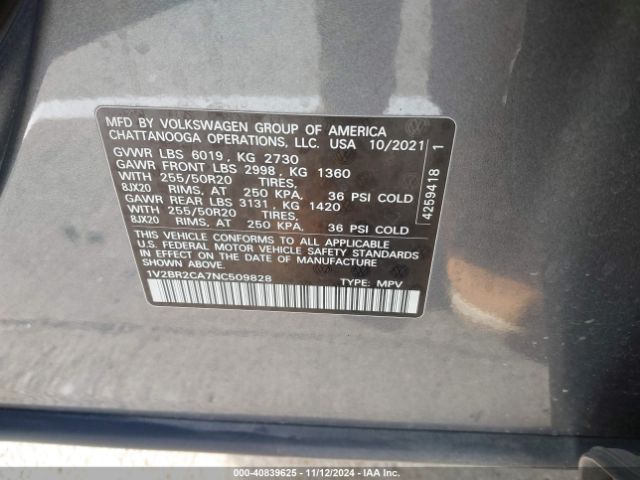 MFD BY VOLKSWAGEN GROUP OF AMERICA
CHATTANOOGA OPERATIONS, LLC. USA 10/2021
GVWR LBS 6019 , KG 2730
GAWR FRONT LBS 2998 , KG 1360
WITH 255/50R20 TIRES,
8JX20 RIMS, AT 250 KPA, 36 PSI COLD
GAWR REAR LBS 3131 , KG 1420
WITH 255/50R20 TIRES,
8JX20 RIMS, AT 250 KPA, 36 PSI COLD
THIS VEHICLE CONFORMS TO ALL APPLICABLE
U.S. FEDERAL MOTOR VEHICLE SAFETY STANDARDS
IN EFFECT ON THE DATE OF MANUFACTURE
SHOWN ABOVE.
1V2BR2CA7NC509828 TYPE: MPV
4259418 1
000-40839625 - 11/12/2024 - IAA Inc.